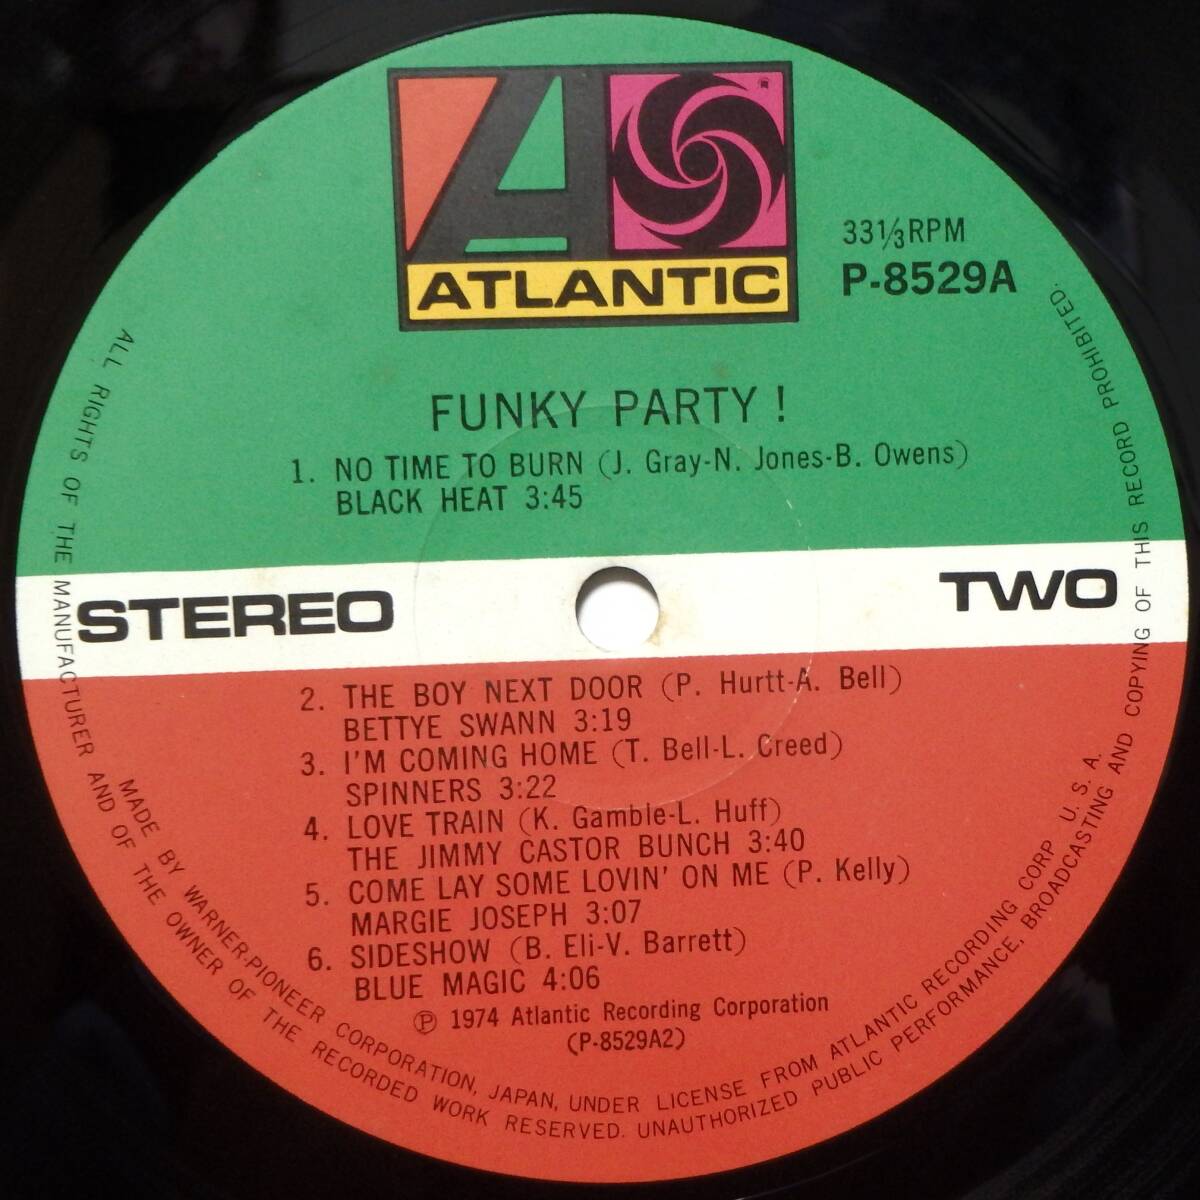 ATLANTIC
33⅓RPM
P-8529A
FUNKY PARTY!
1. NO TIME TO BURN (J. Gray-N. Jones-B. Owens)
BLACK HEAT 3:45
STEREO
TWO
2. THE BOY NEXT DOOR (P. Hurtt-A. Bell)
BETTYE SWANN 3:19
3. I'M COMING HOME (T. Bell-L. Creed)
SPINNERS 3:22
4. LOVE TRAIN (K. Gamble-L. Huff)
THE JIMMY CASTOR BUNCH 3:40
5. COME LAY SOME LOVIN' ON ME (P. Kelly)
MARGIE JOSEPH 3:07
6. SIDESHOW (B. Eli-V. Barrett)
BLUE MAGIC 4:06
Ⓟ 1974 Atlantic Recording Corporation
(P-8529A2)
MADE BY WARNER-PIONEER CORPORATION, JAPAN, UNDER LICENSE FROM ATLANTIC RECORDING CORP. U.S.A.
ALL RIGHTS OF THE MANUFACTURER AND OF THE OWNER OF THE RECORDED WORK RESERVED. UNAUTHORIZED PUBLIC PERFORMANCE, BROADCASTING AND COPYING OF THIS RECORD PROHIBITED.